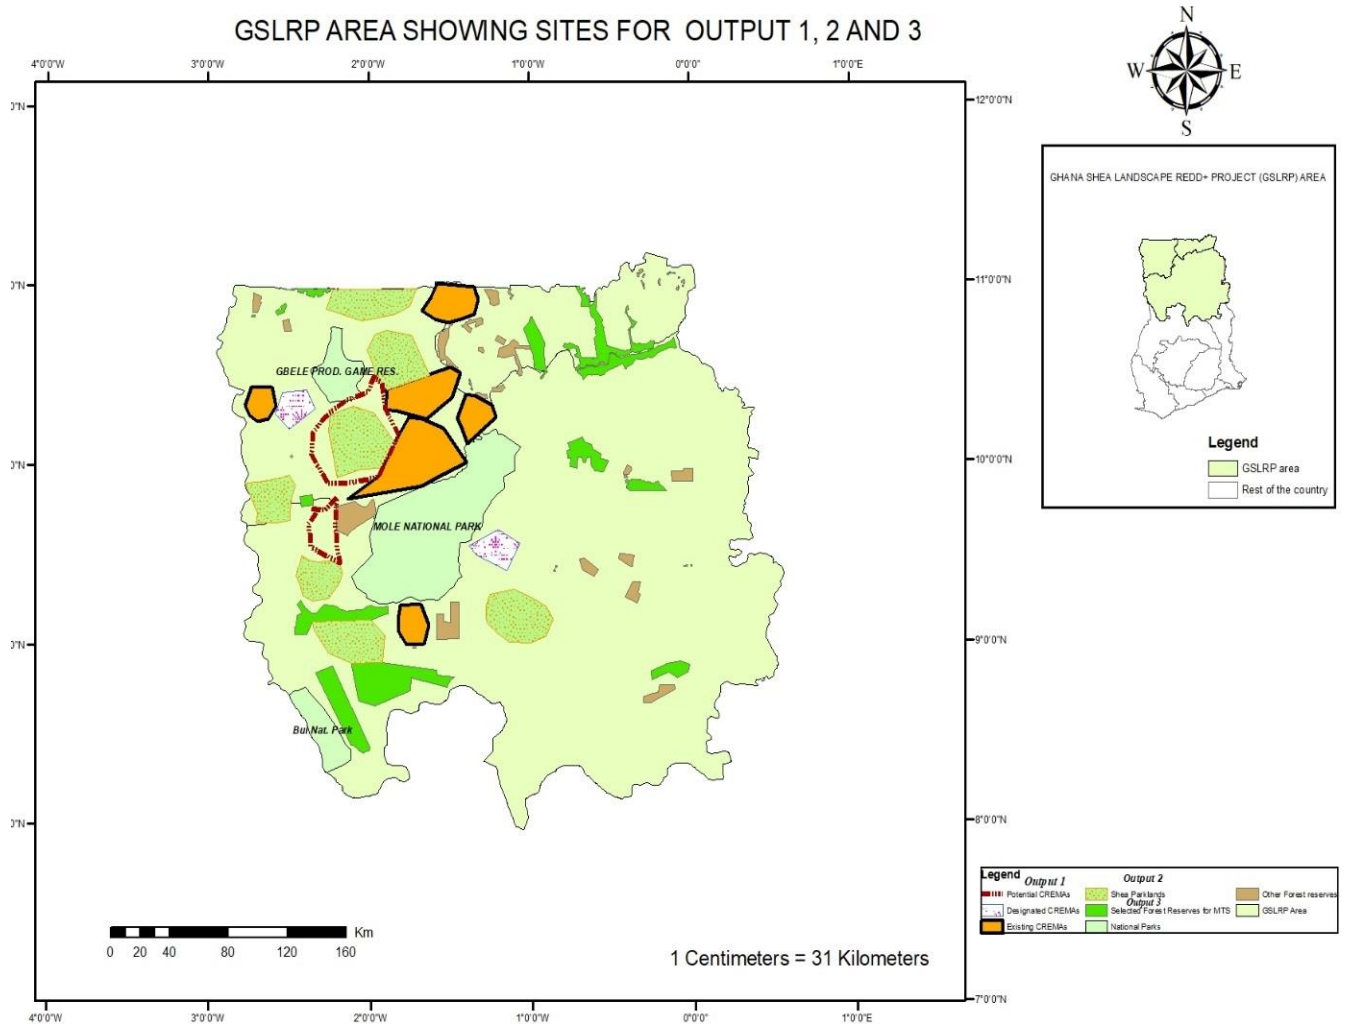 GSLRP AREA SHOWING SITES FOR OUTPUT 1, 2 AND 3
N
W E
S
4°0'0"W 3°0'0"W 2°0'0"W 1°0'0"W 0°0'0" 1°0'0"E
0"N 12°0'0"N
GHANA SHEA LANDSCAPE REDD+ PROJECT (GSLRP) AREA
0"N 11°0'0"N
GBELE PROD. GAME RES.
Legend
GSLRP area
Rest of the country
0"N 10°0'0"N
MOLE NATIONAL PARK
0"N 9°0'0"N
Bui Nat. Park
0"N 8°0'0"N
Legend
Output 1 Output 2
Potential CREMAs Shea Parklands Other Forest reserves
Output 3
Designated CREMAs Selected Forest Reserves for MTS GSLRP Area
Existing CREMAs National Parks
Km
0 20 40 80 120 160
1 Centimeters = 31 Kilometers
7°0'0"N
4°0'0"W 3°0'0"W 2°0'0"W 1°0'0"W 0°0'0" 1°0'0"E